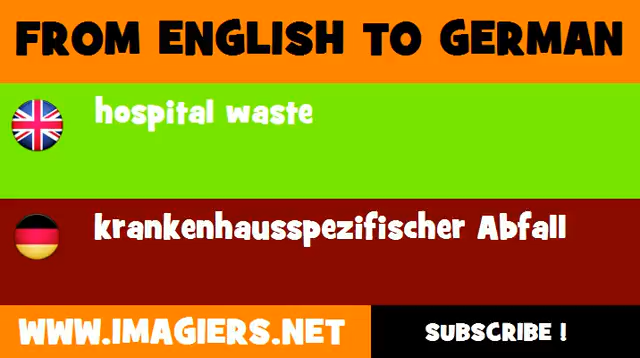 FROM ENGLISH TO GERMAN
hospital waste
krankenhausspezifischer Abfall
WWW.IMAGIERS.NET
SUBSCRIBE !